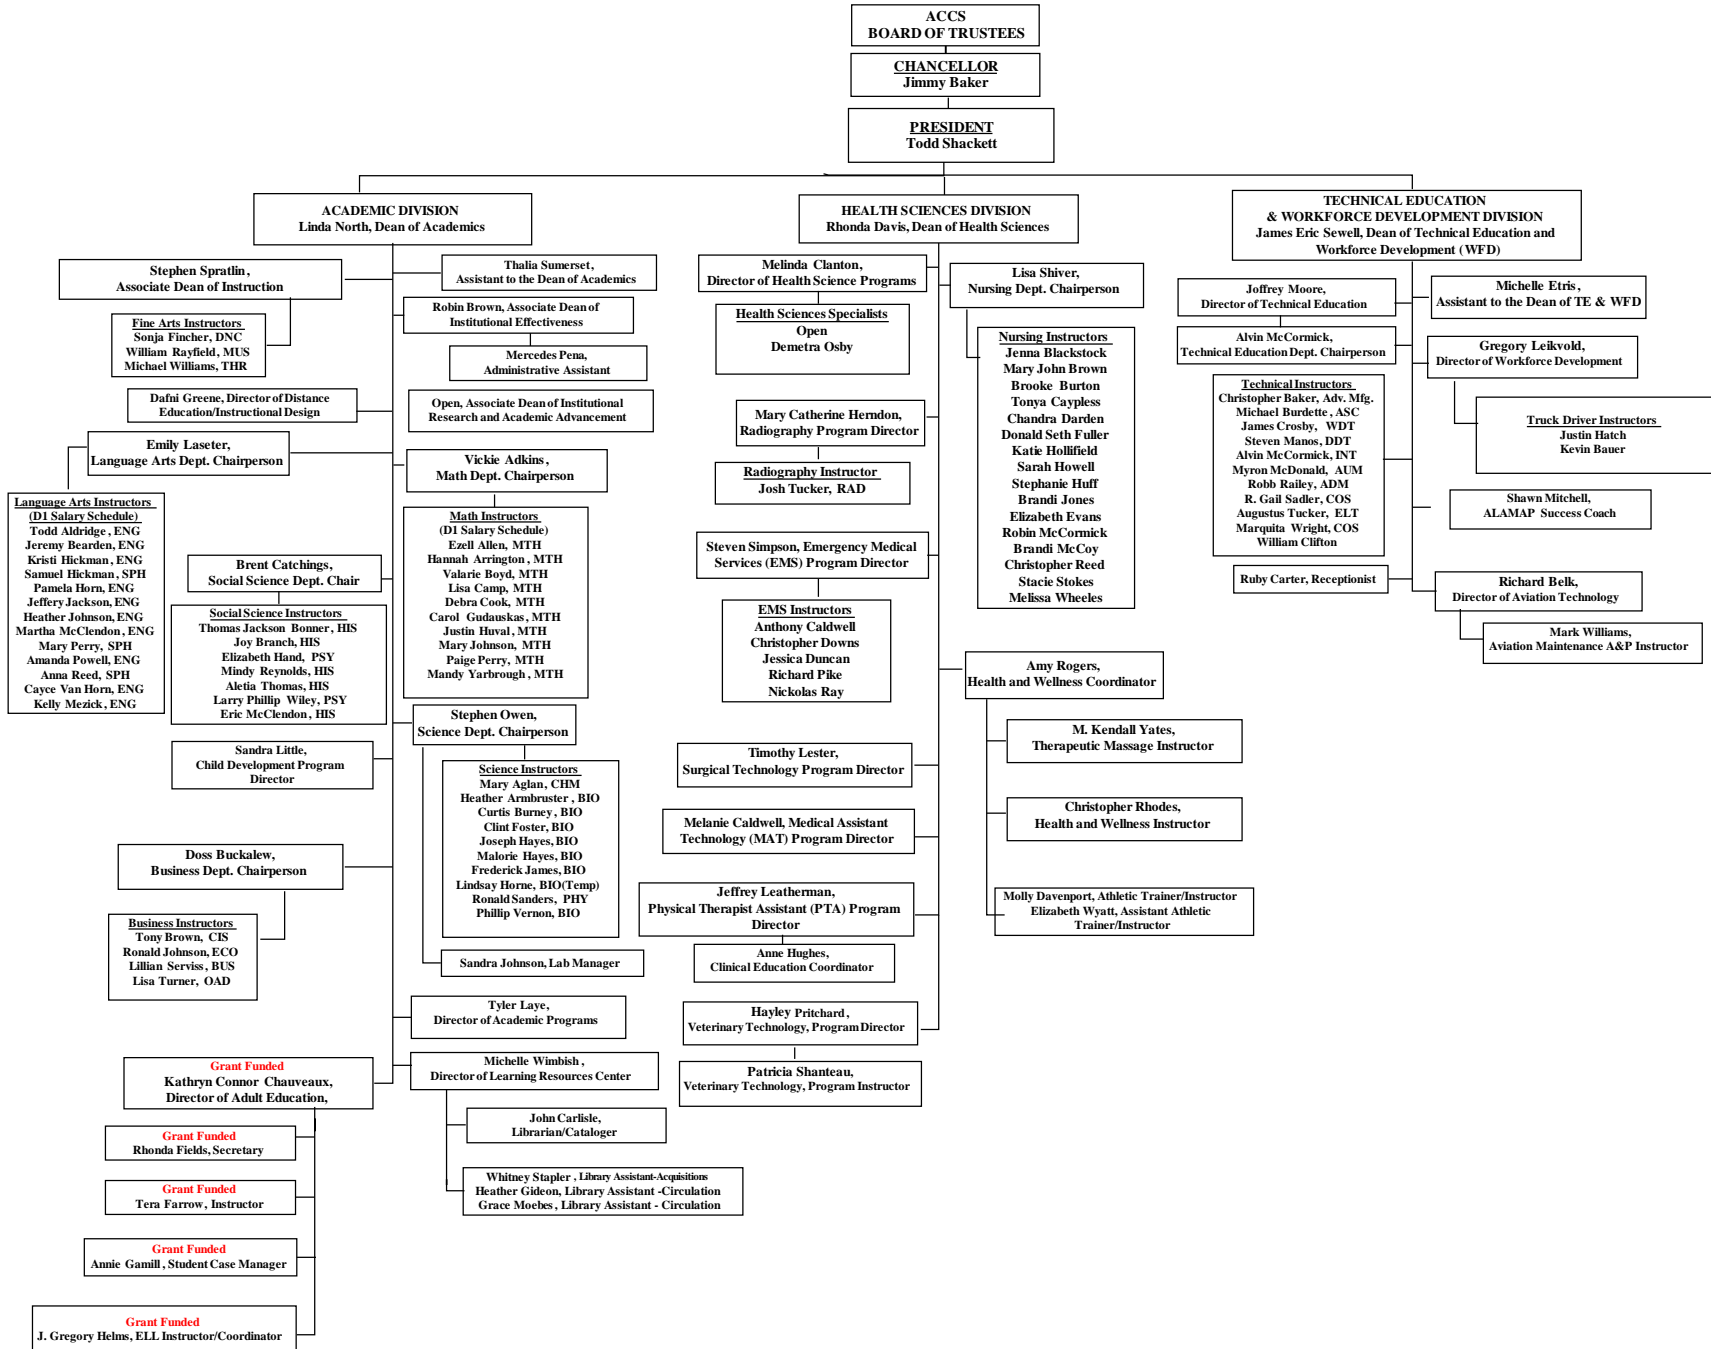 ACCS
BOARD OF TRUSTEES
CHANCELLOR
Jimmy Baker
PRESIDENT
Todd Shackett
ACADEMIC DIVISION
Linda North, Dean of Academics
Stephen Spratlin,
Associate Dean of Instruction
Fine Arts Instructors
Sonja Fincher, DNC
William Rayfield, MUS
Michael Williams, THR
Thalia Sumerset,
Assistant to the Dean of Academics
Robin Brown, Associate Dean of
Institutional Effectiveness
Mercedes Pena,
Administrative Assistant
Dafni Greene, Director of Distance
Education/Instructional Design
Open, Associate Dean of Institutional
Research and Academic Advancement
Emily Laseter,
Language Arts Dept. Chairperson
Language Arts Instructors
(D1 Salary Schedule)
Todd Aldridge, ENG
Jeremy Bearden, ENG
Kristi Hickman, ENG
Samuel Hickman, SPH
Pamela Horn, ENG
Jeffery Jackson, ENG
Heather Johnson, ENG
Martha McClendon, ENG
Mary Perry, SPH
Amanda Powell, ENG
Anna Reed, SPH
Cayce Van Horn, ENG
Kelly Mezick, ENG
Vickie Adkins,
Math Dept. Chairperson
Math Instructors
(D1 Salary Schedule)
Ezell Allen, MTH
Hannah Arrington, MTH
Valarie Boyd, MTH
Lisa Camp, MTH
Debra Cook, MTH
Carol Gudauskas, MTH
Justin Huval, MTH
Mary Johnson, MTH
Paige Perry, MTH
Mandy Yarbrough, MTH
Brent Catchings,
Social Science Dept. Chair
Social Science Instructors
Thomas Jackson Bonner, HIS
Joy Branch, HIS
Elizabeth Hand, PSY
Mindy Reynolds, HIS
Aletia Thomas, HIS
Larry Phillip Wiley, PSY
Eric McClendon, HIS
Stephen Owen,
Science Dept. Chairperson
Science Instructors
Mary Aglan, CHM
Heather Armbruster, BIO
Curtis Burney, BIO
Clint Foster, BIO
Joseph Hayes, BIO
Malorie Hayes, BIO
Frederick James, BIO
Lindsay Horne, BIO(Temp)
Ronald Sanders, PHY
Phillip Vernon, BIO
Sandra Johnson, Lab Manager
Sandra Little,
Child Development Program
Director
Doss Buckalew,
Business Dept. Chairperson
Business Instructors
Tony Brown, CIS
Ronald Johnson, ECO
Lillian Serviss, BUS
Lisa Turner, OAD
Tyler Laye,
Director of Academic Programs
Michelle Wimbish,
Director of Learning Resources Center
John Carlisle,
Librarian/Cataloger
Whitney Stapler, Library Assistant-Acquisitions
Heather Gideon, Library Assistant -Circulation
Grace Moebes, Library Assistant - Circulation
Grant Funded
Kathryn Connor Chauveaux,
Director of Adult Education,
Grant Funded
Rhonda Fields, Secretary
Grant Funded
Tera Farrow, Instructor
Grant Funded
Annie Gamill, Student Case Manager
Grant Funded
J. Gregory Helms, ELL Instructor/Coordinator
HEALTH SCIENCES DIVISION
Rhonda Davis, Dean of Health Sciences
Melinda Clanton,
Director of Health Science Programs
Health Sciences Specialists
Open
Demetra Osby
Lisa Shiver,
Nursing Dept. Chairperson
Nursing Instructors
Jenna Blackstock
Mary John Brown
Brooke Burton
Tonya Caypless
Chandra Darden
Donald Seth Fuller
Katie Hollifield
Sarah Howell
Stephanie Huff
Brandi Jones
Elizabeth Evans
Robin McCormick
Brandi McCoy
Christopher Reed
Stacie Stokes
Melissa Wheeles
Mary Catherine Herndon,
Radiography Program Director
Radiography Instructor
Josh Tucker, RAD
Steven Simpson, Emergency Medical
Services (EMS) Program Director
EMS Instructors
Anthony Caldwell
Christopher Downs
Jessica Duncan
Richard Pike
Nickolas Ray
Amy Rogers,
Health and Wellness Coordinator
M. Kendall Yates,
Therapeutic Massage Instructor
Christopher Rhodes,
Health and Wellness Instructor
Molly Davenport, Athletic Trainer/Instructor
Elizabeth Wyatt, Assistant Athletic
Trainer/Instructor
Timothy Lester,
Surgical Technology Program Director
Melanie Caldwell, Medical Assistant
Technology (MAT) Program Director
Jeffrey Leatherman,
Physical Therapist Assistant (PTA) Program
Director
Anne Hughes,
Clinical Education Coordinator
Hayley Pritchard,
Veterinary Technology, Program Director
Patricia Shanteau,
Veterinary Technology, Program Instructor
TECHNICAL EDUCATION
& WORKFORCE DEVELOPMENT DIVISION
James Eric Sewell, Dean of Technical Education and
Workforce Development (WFD)
Joffrey Moore,
Director of Technical Education
Michelle Etris,
Assistant to the Dean of TE & WFD
Alvin McCormick,
Technical Education Dept. Chairperson
Gregory Leikvold,
Director of Workforce Development
Technical Instructors
Christopher Baker, Adv. Mfg.
Michael Burdette, ASC
James Crosby, WDT
Steven Manos, DDT
Alvin McCormick, INT
Myron McDonald, AUM
Robb Railey, ADM
R. Gail Sadler, COS
Augustus Tucker, ELT
Marquita Wright, COS
William Clifton
Truck Driver Instructors
Justin Hatch
Kevin Bauer
Shawn Mitchell,
ALAMAP Success Coach
Ruby Carter, Receptionist
Richard Belk,
Director of Aviation Technology
Mark Williams,
Aviation Maintenance A&P Instructor